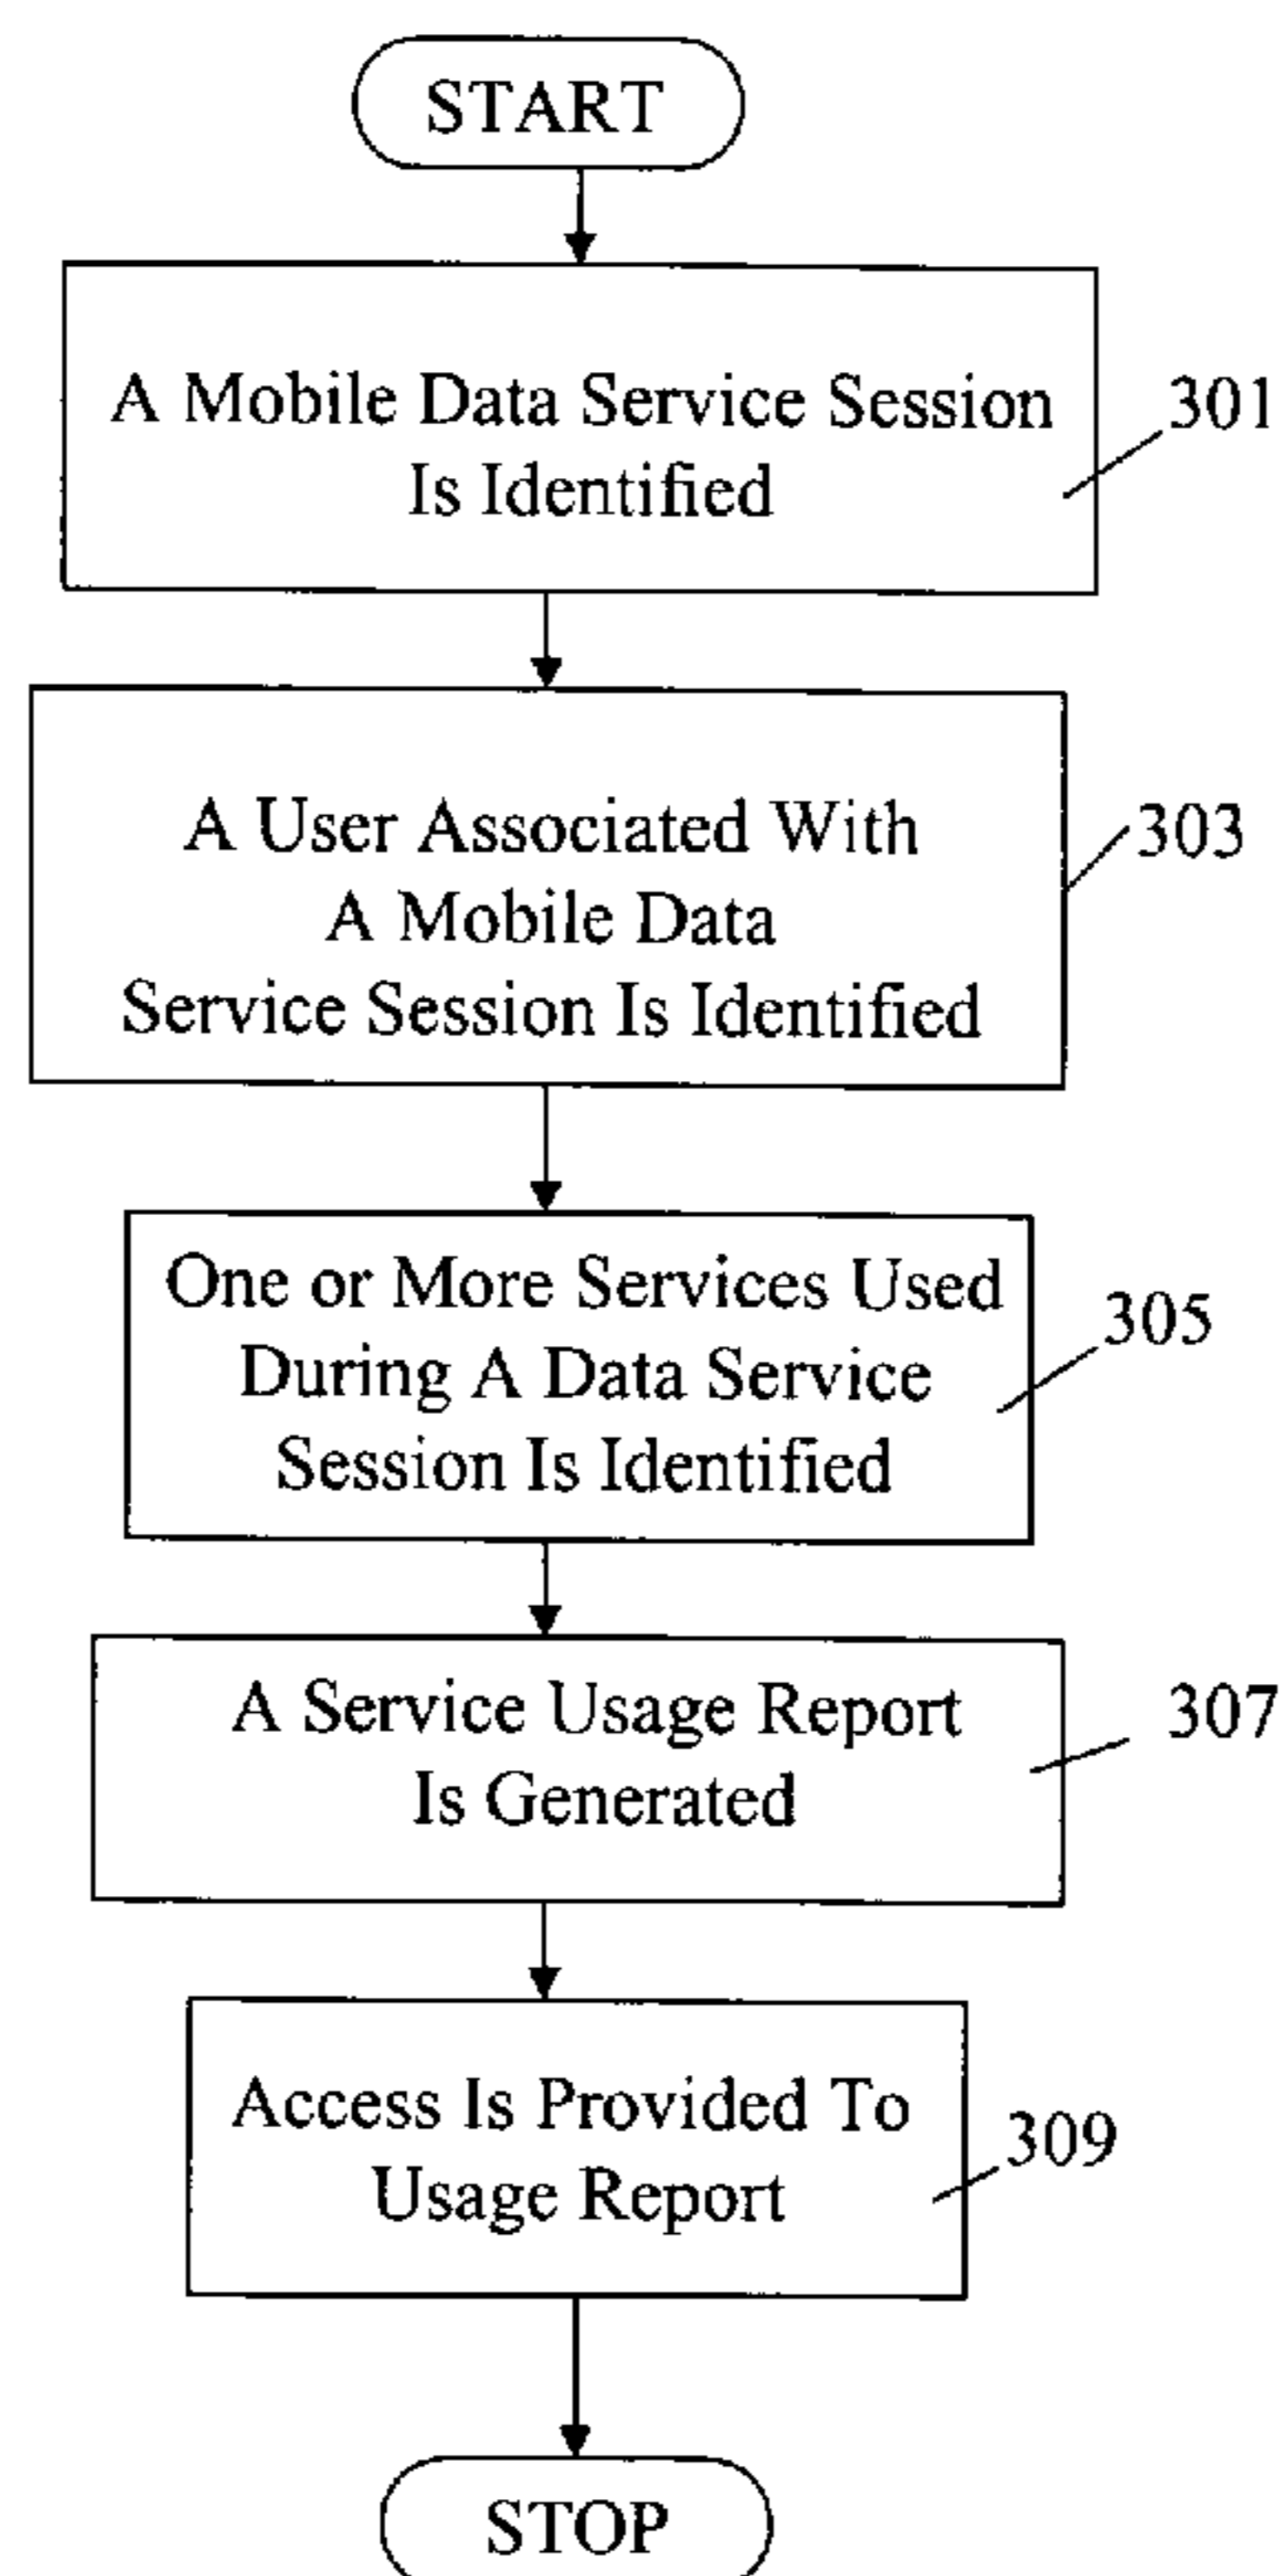 START
A Mobile Data Service Session
Is Identified
301
A User Associated With
A Mobile Data
Service Session Is Identified
303
One or More Services Used
During A Data Service
Session Is Identified
305
A Service Usage Report
Is Generated
307
Access Is Provided To
Usage Report
309
STOP